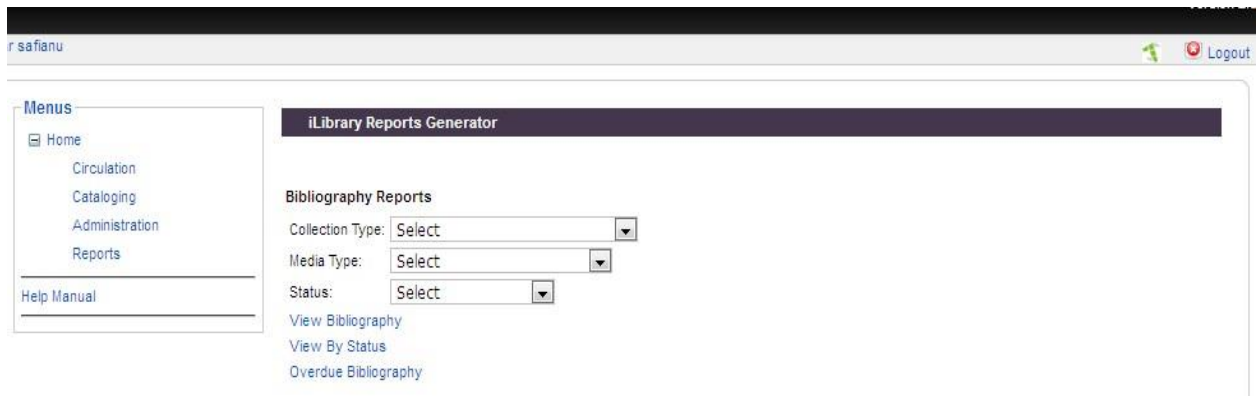 r safianu
Logout
Menus
Home
Circulation
Cataloging
Administration
Reports
Help Manual
iLibrary Reports Generator
Bibliography Reports
Collection Type: Select
Media Type: Select
Status: Select
View Bibliography
View By Status
Overdue Bibliography